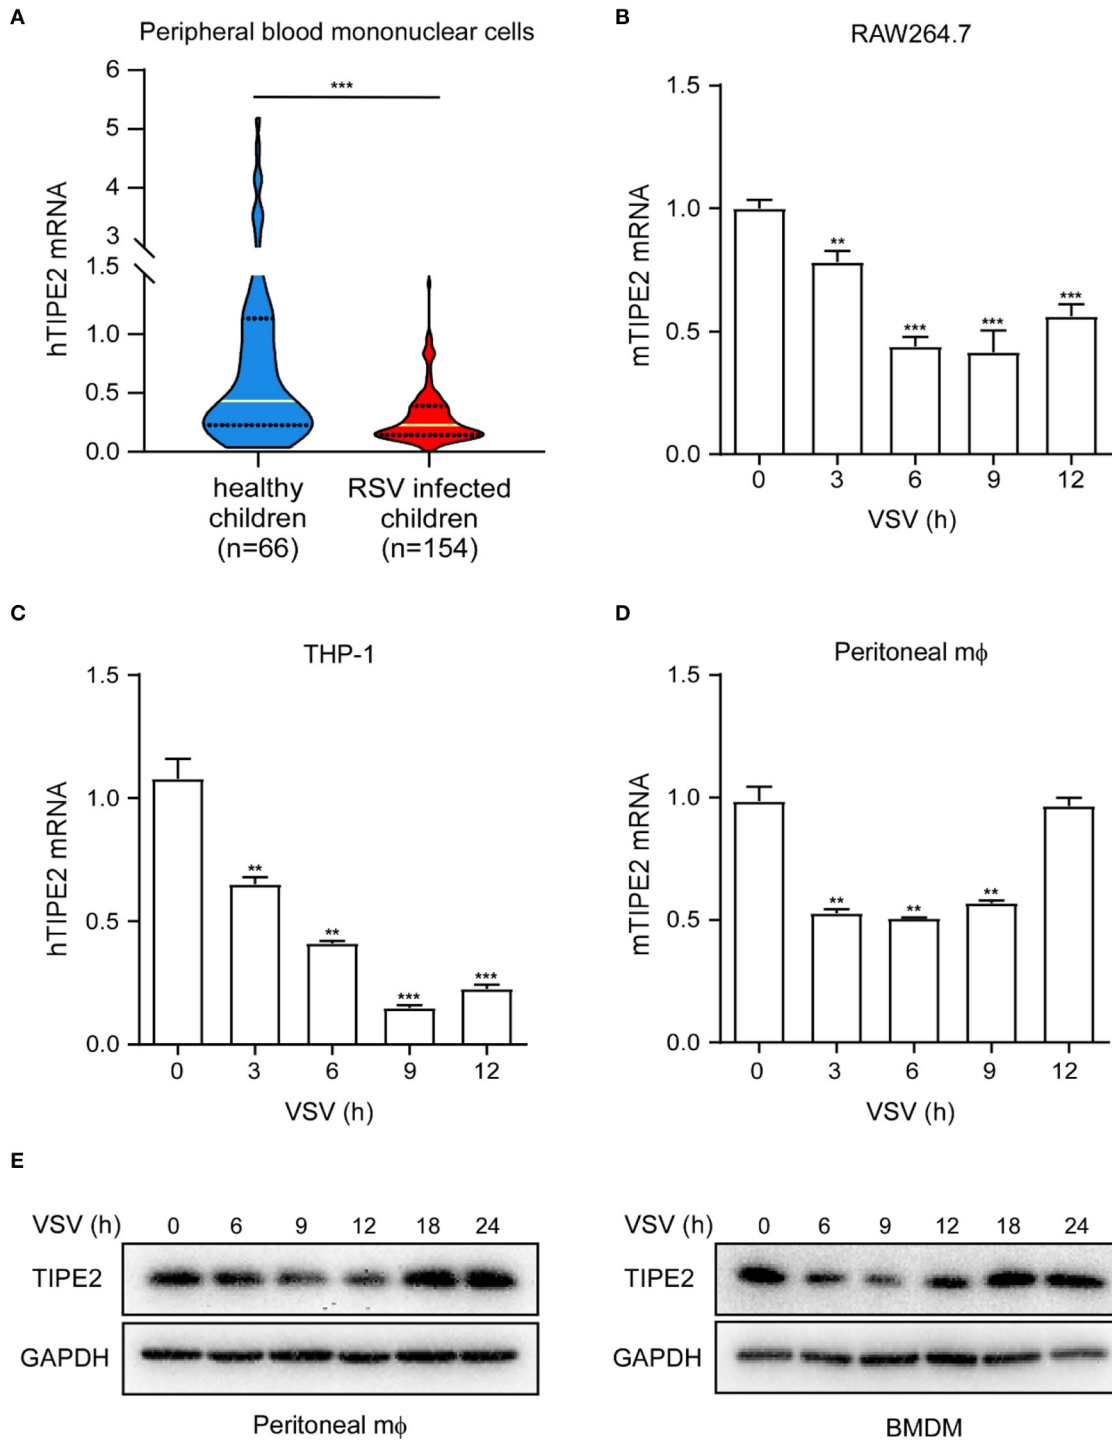 A
Peripheral blood mononuclear cells
***
6
5
4
3
1.5
1.0
0.5
0.0
hTIPE2 mRNA
healthy
children
(n=66)
RSV infected
children
(n=154)
B
RAW264.7
1.5
1.0
0.5
0.0
mTIPE2 mRNA
**
***
***
***
0 3 6 9 12
VSV (h)
C
THP-1
1.5
1.0
0.5
0.0
hTIPE2 mRNA
**
**
***
***
0 3 6 9 12
VSV (h)
D
Peritoneal mϕ
1.5
1.0
0.5
0.0
mTIPE2 mRNA
**
**
**
0 3 6 9 12
VSV (h)
E
VSV (h) 0 6 9 12 18 24
TIPE2
GAPDH
Peritoneal mϕ
VSV (h) 0 6 9 12 18 24
TIPE2
GAPDH
BMDM